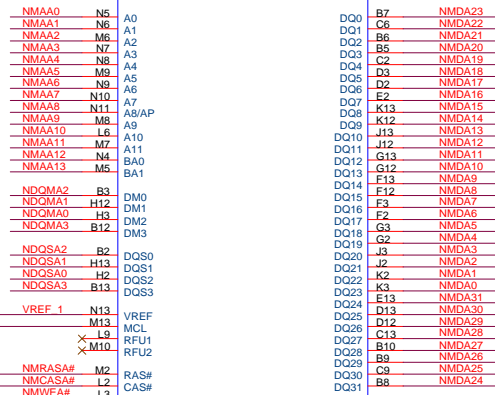 NMAA0 N5 A0
NMAA1 N6 A1
NMAA2 M6 A2
NMAA3 N7 A3
NMAA4 N8 A4
NMAA5 M9 A5
NMAA6 N9 A6
NMAA7 N10 A7
NMAA8 N11 A8/AP
NMAA9 M8 A9
NMAA10 L6 A10
NMAA11 M7 A11
NMAA12 N4 BA0
NMAA13 M5 BA1
NDQMA2 B3 DM0
NDQMA1 H12 DM1
NDQMA0 H3 DM2
NDQMA3 B12 DM3
NDQSA2 B2 DQS0
NDQSA1 H13 DQS1
NDQSA0 H2 DQS2
NDQSA3 B13 DQS3
VREF_1 N13 VREF
M13 MCL
L9 RFU1
M10 RFU2
NMRASA# M2 RAS#
NMCASA# L2 CAS#
NMWEA# L3
DQ0 B7 NMDA23
DQ1 C6 NMDA22
DQ2 B6 NMDA21
DQ3 B5 NMDA20
DQ4 C2 NMDA19
DQ5 D3 NMDA18
DQ6 D2 NMDA17
DQ7 E2 NMDA16
DQ8 K13 NMDA15
DQ9 K12 NMDA14
DQ10 J13 NMDA13
DQ11 J12 NMDA12
DQ12 G13 NMDA11
DQ13 G12 NMDA10
DQ14 F13 NMDA9
DQ15 F12 NMDA8
DQ16 F3 NMDA7
DQ17 F2 NMDA6
DQ18 G3 NMDA5
DQ19 G2 NMDA4
DQ20 J3 NMDA3
DQ21 J2 NMDA2
DQ22 K2 NMDA1
DQ23 K3 NMDA0
DQ24 E13 NMDA31
DQ25 D13 NMDA30
DQ26 D12 NMDA29
DQ27 C13 NMDA28
DQ28 B10 NMDA27
DQ29 B9 NMDA26
DQ30 C9 NMDA25
DQ31 B8 NMDA24